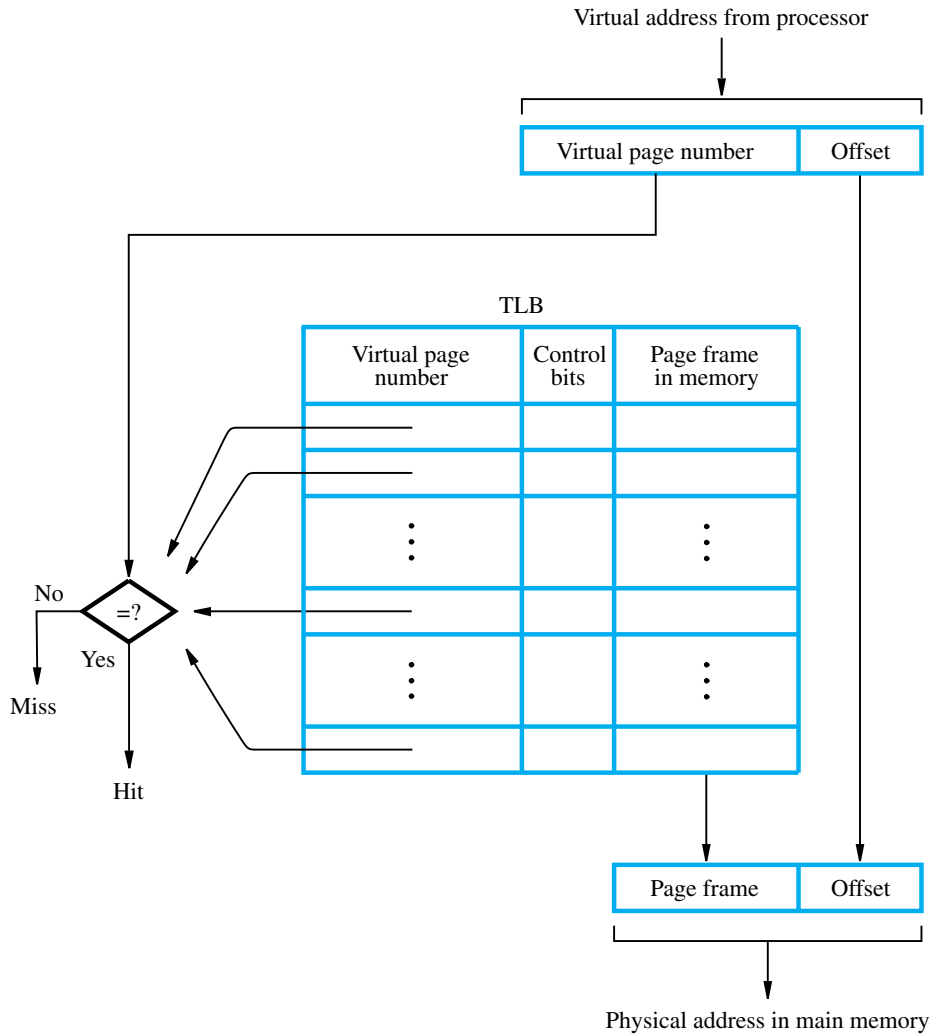 Virtual address from processor
Virtual page number
Offset
TLB
Virtual page
number
Control
bits
Page frame
in memory
No
=?
Yes
Miss
Hit
Page frame
Offset
Physical address in main memory